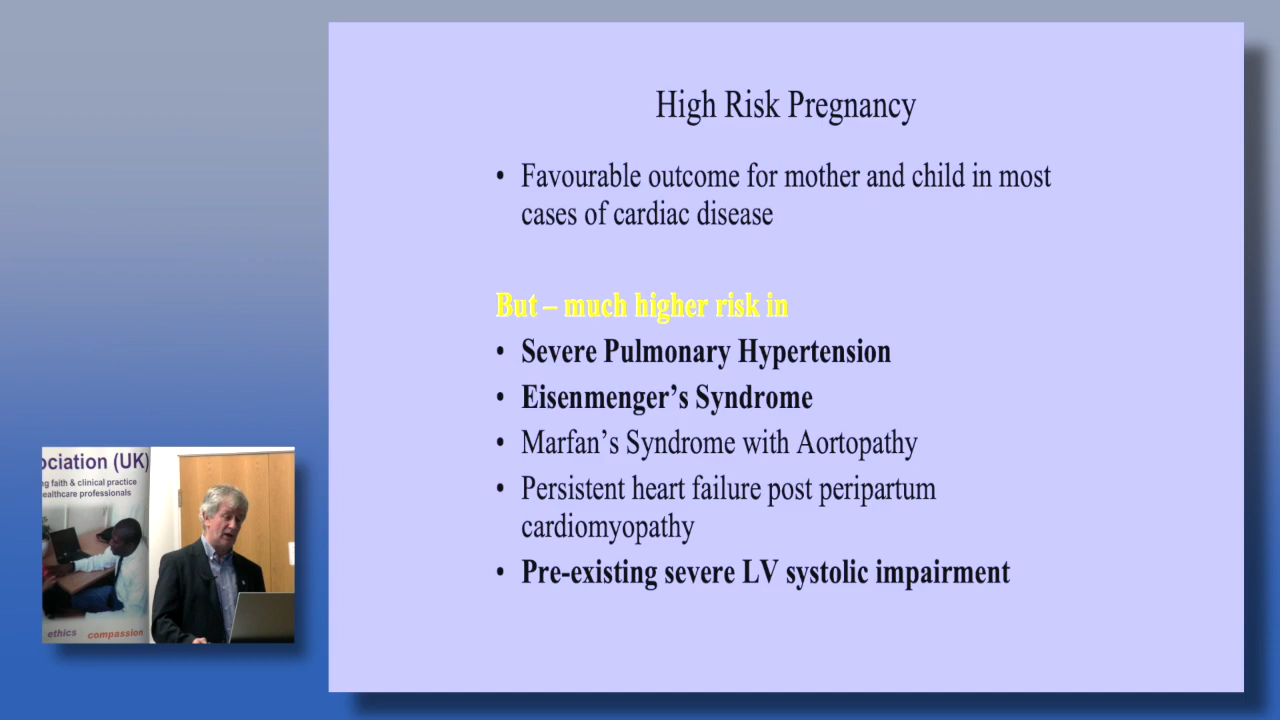 High Risk Pregnancy
• Favourable outcome for mother and child in most
cases of cardiac disease
But – much higher risk in
• Severe Pulmonary Hypertension
• Eisenmenger’s Syndrome
• Marfan’s Syndrome with Aortopathy
• Persistent heart failure post peripartum
cardiomyopathy
• Pre-existing severe LV systolic impairment
ociation (UK)
ng faith & clinical practice
ealthcare professionals
ethics compassion